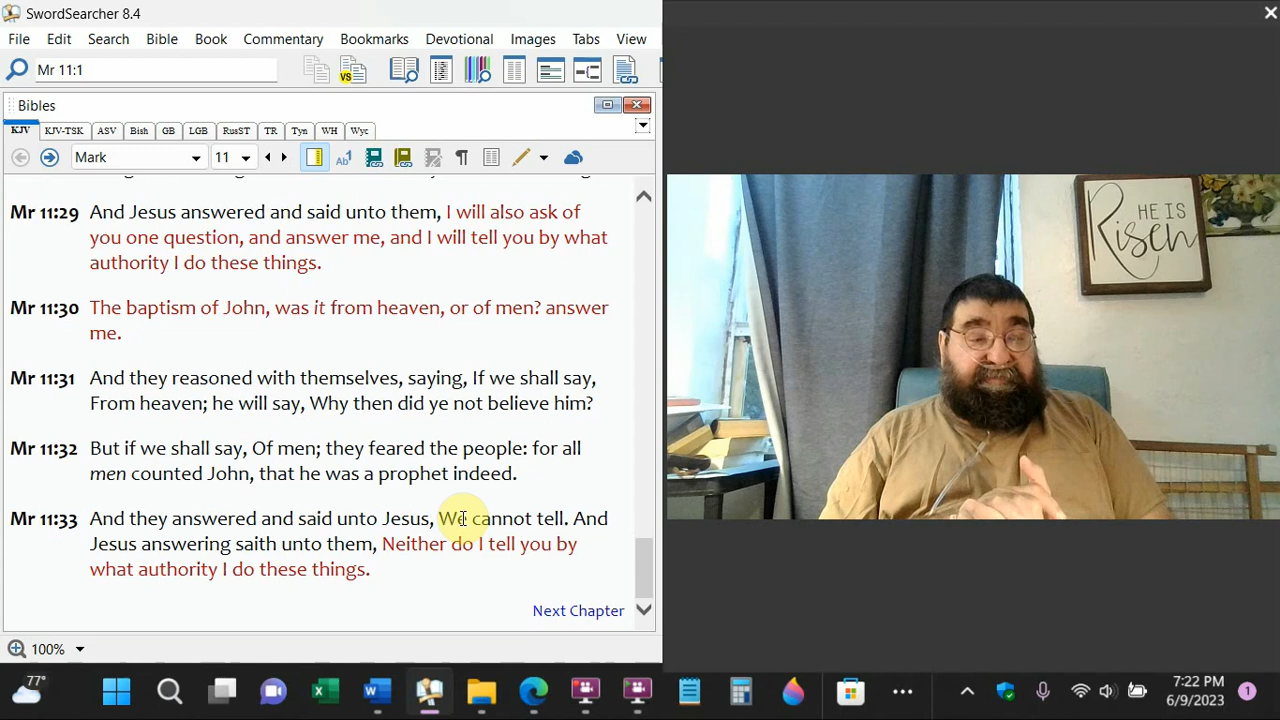 SwordSearcher 8.4
File Edit Search Bible Book Commentary Bookmarks Devotional Images Tabs View
Mr 11:1
VS
Bibles
KJV KJV-TSK ASV Bish GB LGB RusST TR Tyn WH Wyc
Mark 11 Ab1
Mr 11:29 And Jesus answered and said unto them, I will also ask of
you one question, and answer me, and I will tell you by what
authority I do these things.
Mr 11:30 The baptism of John, was it from heaven, or of men? answer
me.
Mr 11:31 And they reasoned with themselves, saying, If we shall say,
From heaven; he will say, Why then did ye not believe him?
Mr 11:32 But if we shall say, Of men; they feared the people: for all
men counted John, that he was a prophet indeed.
Mr 11:33 And they answered and said unto Jesus, We cannot tell. And
Jesus answering saith unto them, Neither do I tell you by
what authority I do these things.
Next Chapter
100%
HE IS
Risen
77°
7:22 PM
6/9/2023
1